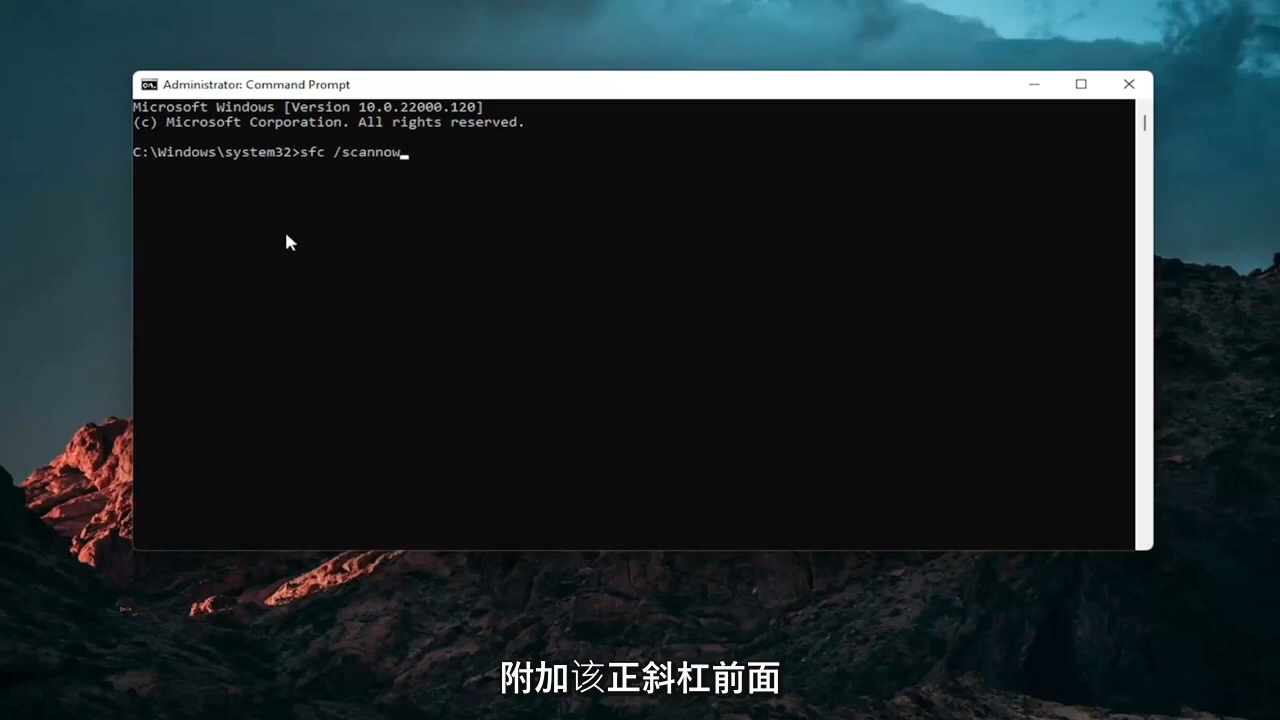 Administrator: Command Prompt
Microsoft Windows [Version 10.0.22000.120]
(c) Microsoft Corporation. All rights reserved.
C:\Windows\system32>sfc /scannow
附加该正斜杠前面